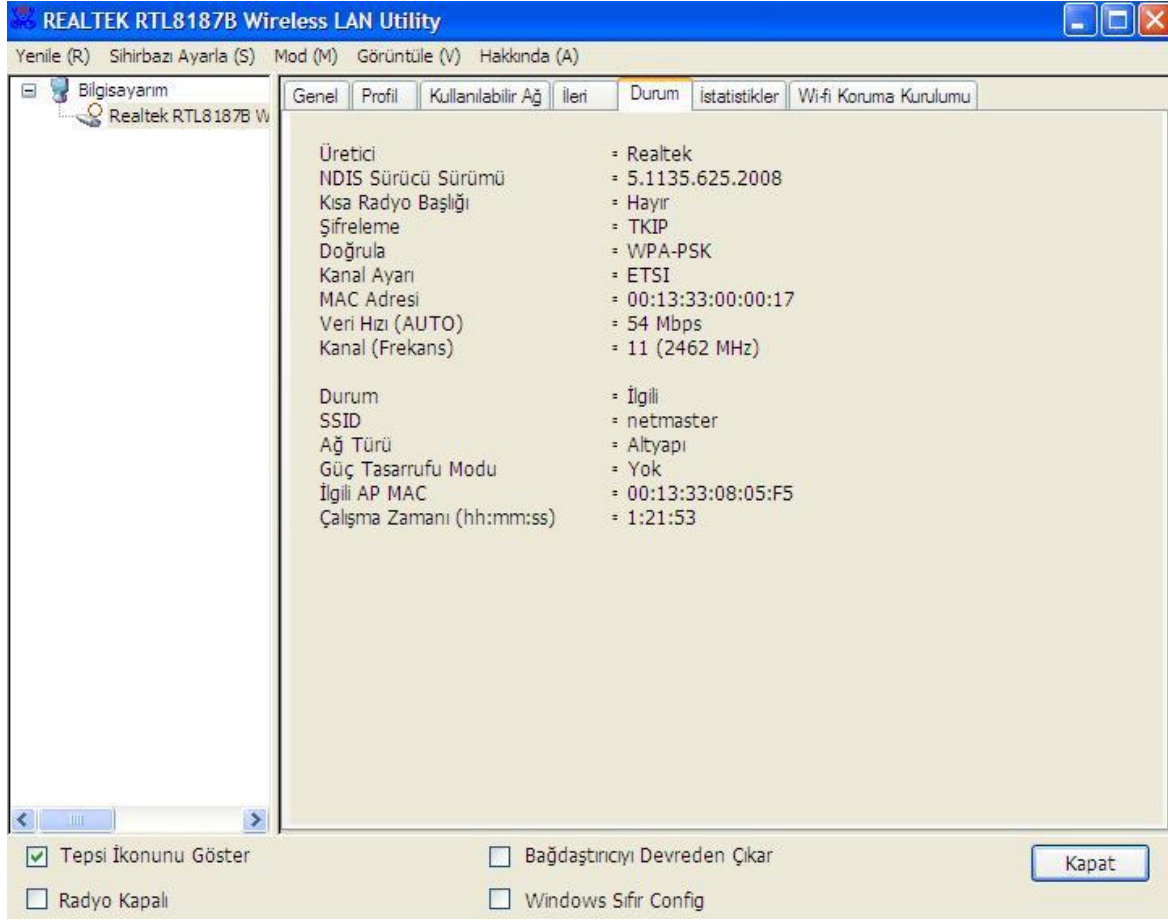 REALTEK RTL8187B Wireless LAN Utility
Yenile (R) Sihirbazı Ayarla (S) Mod (M) Görüntüle (V) Hakkında (A)
Bilgisayarım
Realtek RTL8187B W
Genel Profil Kullanılabilir Ağ İleri Durum İstatistikler Wi-fi Koruma Kurulumu
Üretici = Realtek
NDIS Sürücü Sürümü = 5.1135.625.2008
Kısa Radyo Başlığı = Hayır
Şifreleme = TKIP
Doğrula = WPA-PSK
Kanal Ayarı = ETSI
MAC Adresi = 00:13:33:00:00:17
Veri Hızı (AUTO) = 54 Mbps
Kanal (Frekans) = 11 (2462 MHz)
Durum = İlgili
SSID = netmaster
Ağ Türü = Altyapı
Güç Tasarrufu Modu = Yok
İlgili AP MAC = 00:13:33:08:05:F5
Çalışma Zamanı (hh:mm:ss) = 1:21:53
Tepsi İkonunu Göster Bağdaştırıcıyı Devreden Çıkar Kapat
Radyo Kapalı Windows Sıfır Config